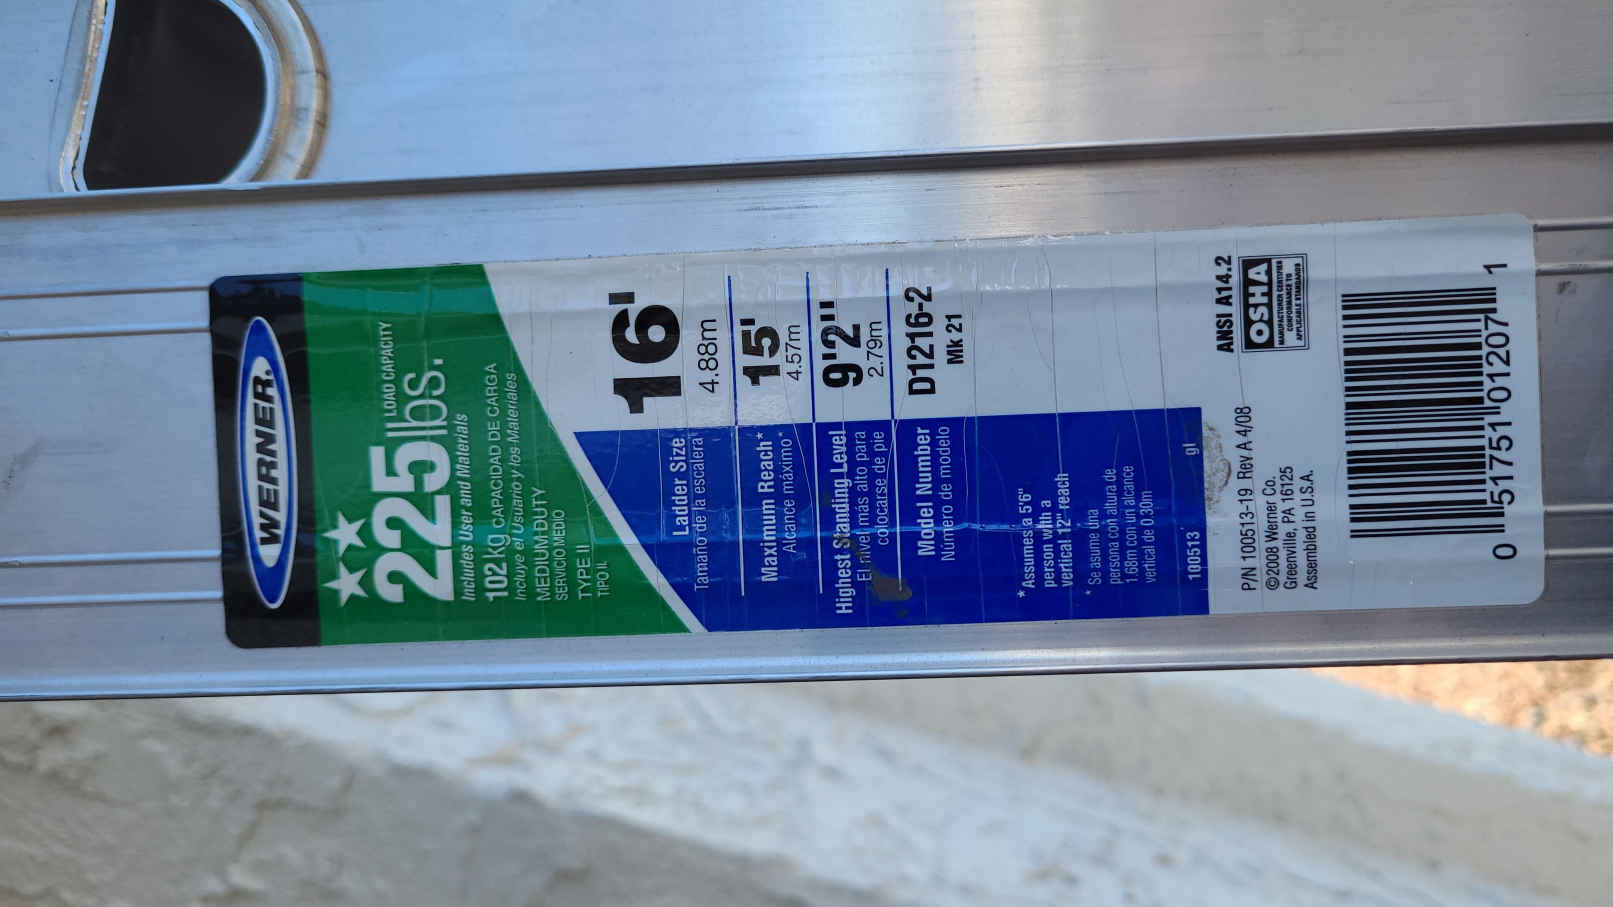 WERNER.
225 lbs. LOAD CAPACITY
Includes User and Materials
102 kg CAPACIDAD DE CARGA
Incluye el Usuario y los Materiales
MEDIUM DUTY
SERVICIO MEDIO
TYPE II
TIPO II
Ladder Size 16'
Tamaño de la escalera 4.88m
Maximum Reach* 15'
Alcance máximo* 4.57m
Highest Standing Level 9'2"
El nivel más alto para 2.79m
colocarse de pie
Model Number D1216-2
Número de modelo Mk 21
* Assumes a 5'6"
person with a
vertical 12" reach
* Se asume una
persona con altura de
1.68m con un alcance
vertical de 0.30m
100513 gl
ANSI A14.2
OSHA
MANUFACTURER CERTIFIES
CONFORMANCE TO
APPLICABLE STANDARDS
P/N 100513-19 Rev A 4/08
©2008 Werner Co.
Greenville, PA 16125
Assembled in U.S.A.
0 51751 01207 1